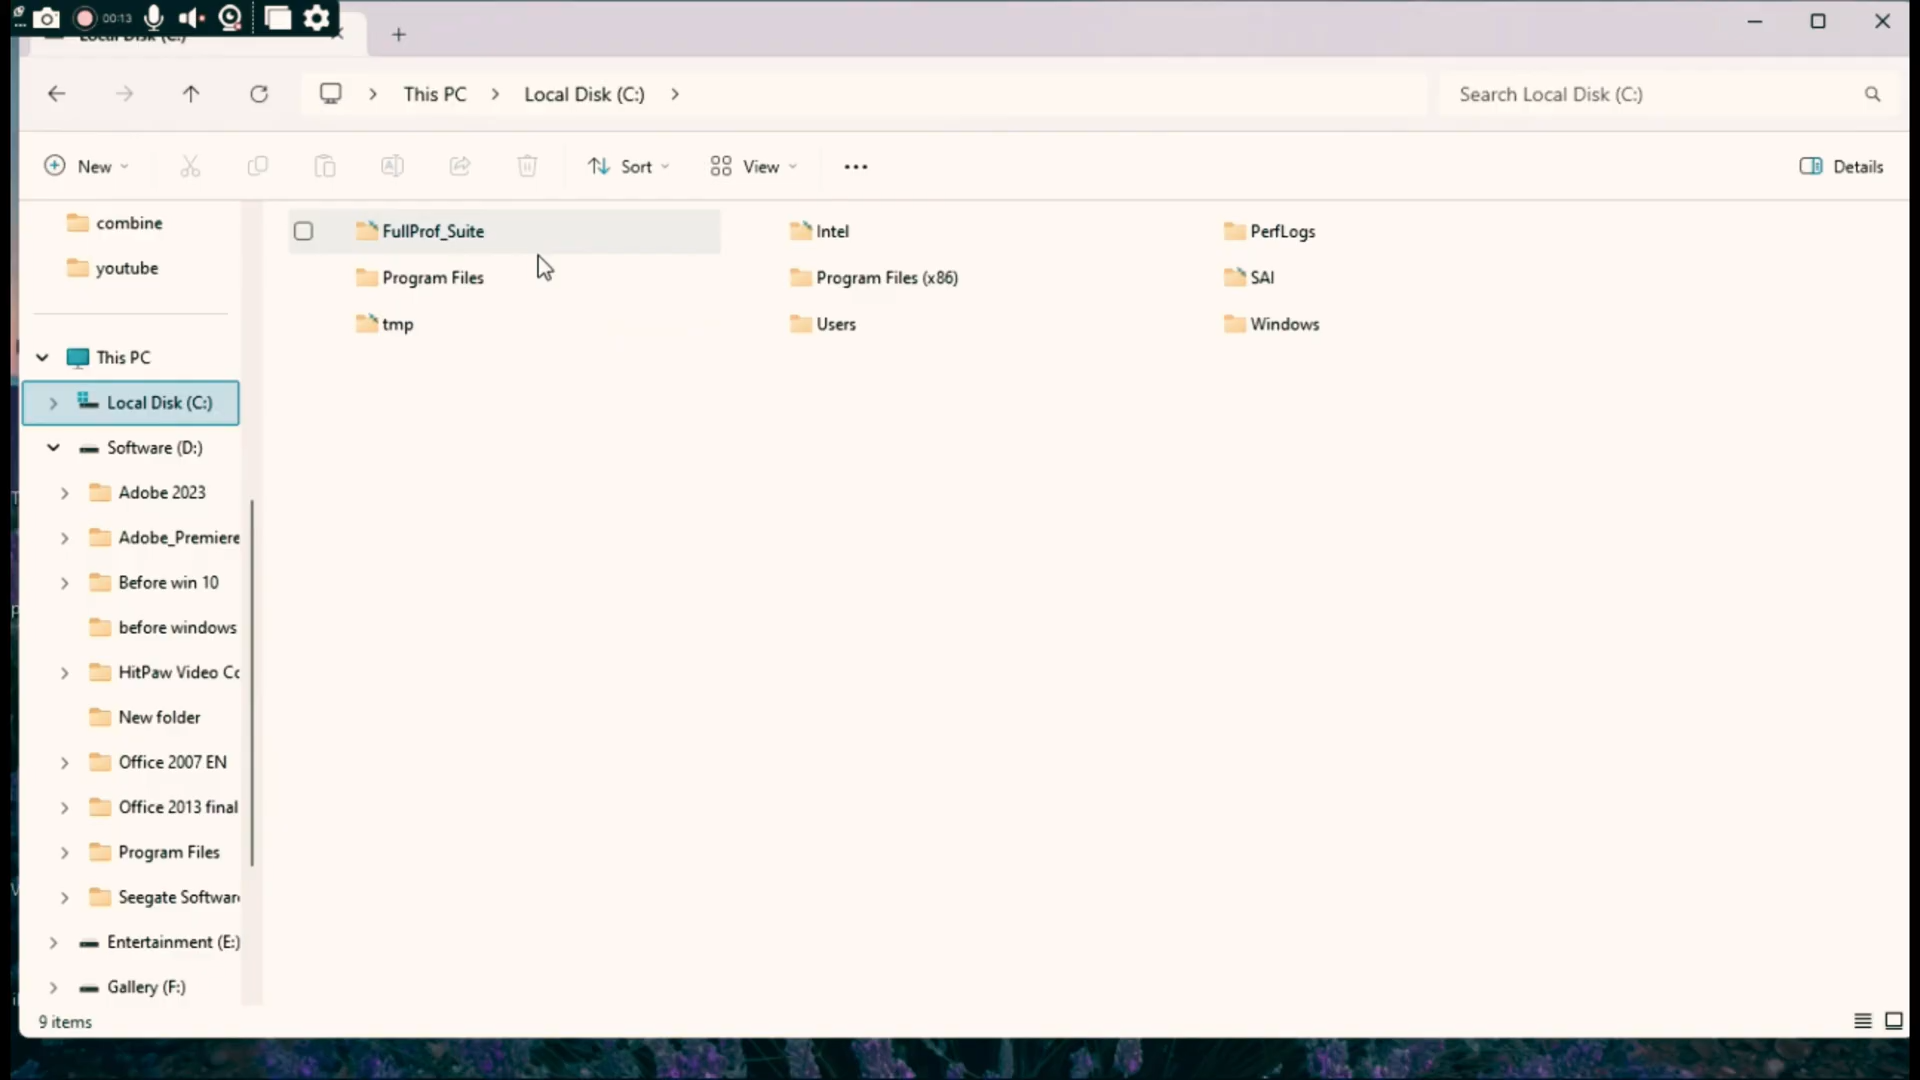 00:13
Local Disk (C:)
This PC
Local Disk (C:)
Search Local Disk (C:)
New
Sort
View
Details
combine
youtube
This PC
Local Disk (C:)
Software (D:)
Adobe 2023
Adobe_Premiere
Before win 10
before windows
HitPaw Video Co
New folder
Office 2007 EN
Office 2013 final
Program Files
Seegate Softwar
Entertainment (E:)
Gallery (F:)
FullProf_Suite
Intel
PerfLogs
Program Files
Program Files (x86)
SAI
tmp
Users
Windows
9 items